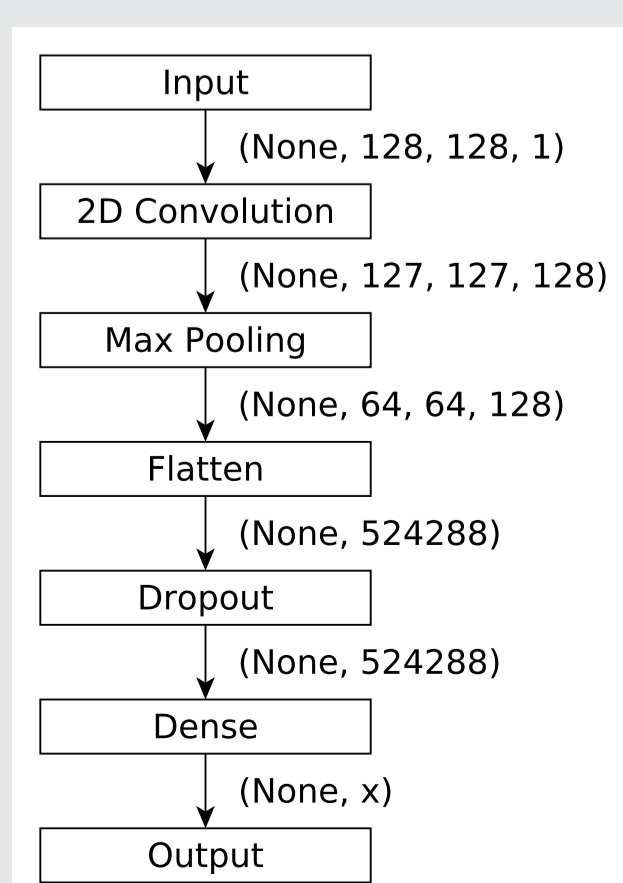 Input
(None, 128, 128, 1)
2D Convolution
(None, 127, 127, 128)
Max Pooling
(None, 64, 64, 128)
Flatten
(None, 524288)
Dropout
(None, 524288)
Dense
(None, x)
Output